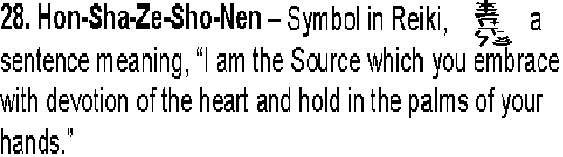 28. Hon-Sha-Ze-Sho-Nen – Symbol in Reiki, a
sentence meaning, “I am the Source which you embrace
with devotion of the heart and hold in the palms of your
hands.”